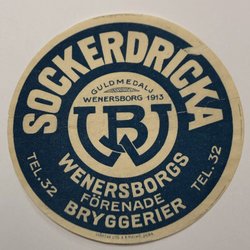 SOCKERDRICKA
GULDMEDALJ
WENERSBORG 1913
WB
TEL. 32
TEL. 32
WENERSBORGS
FÖRENADE
BRYGGERIER